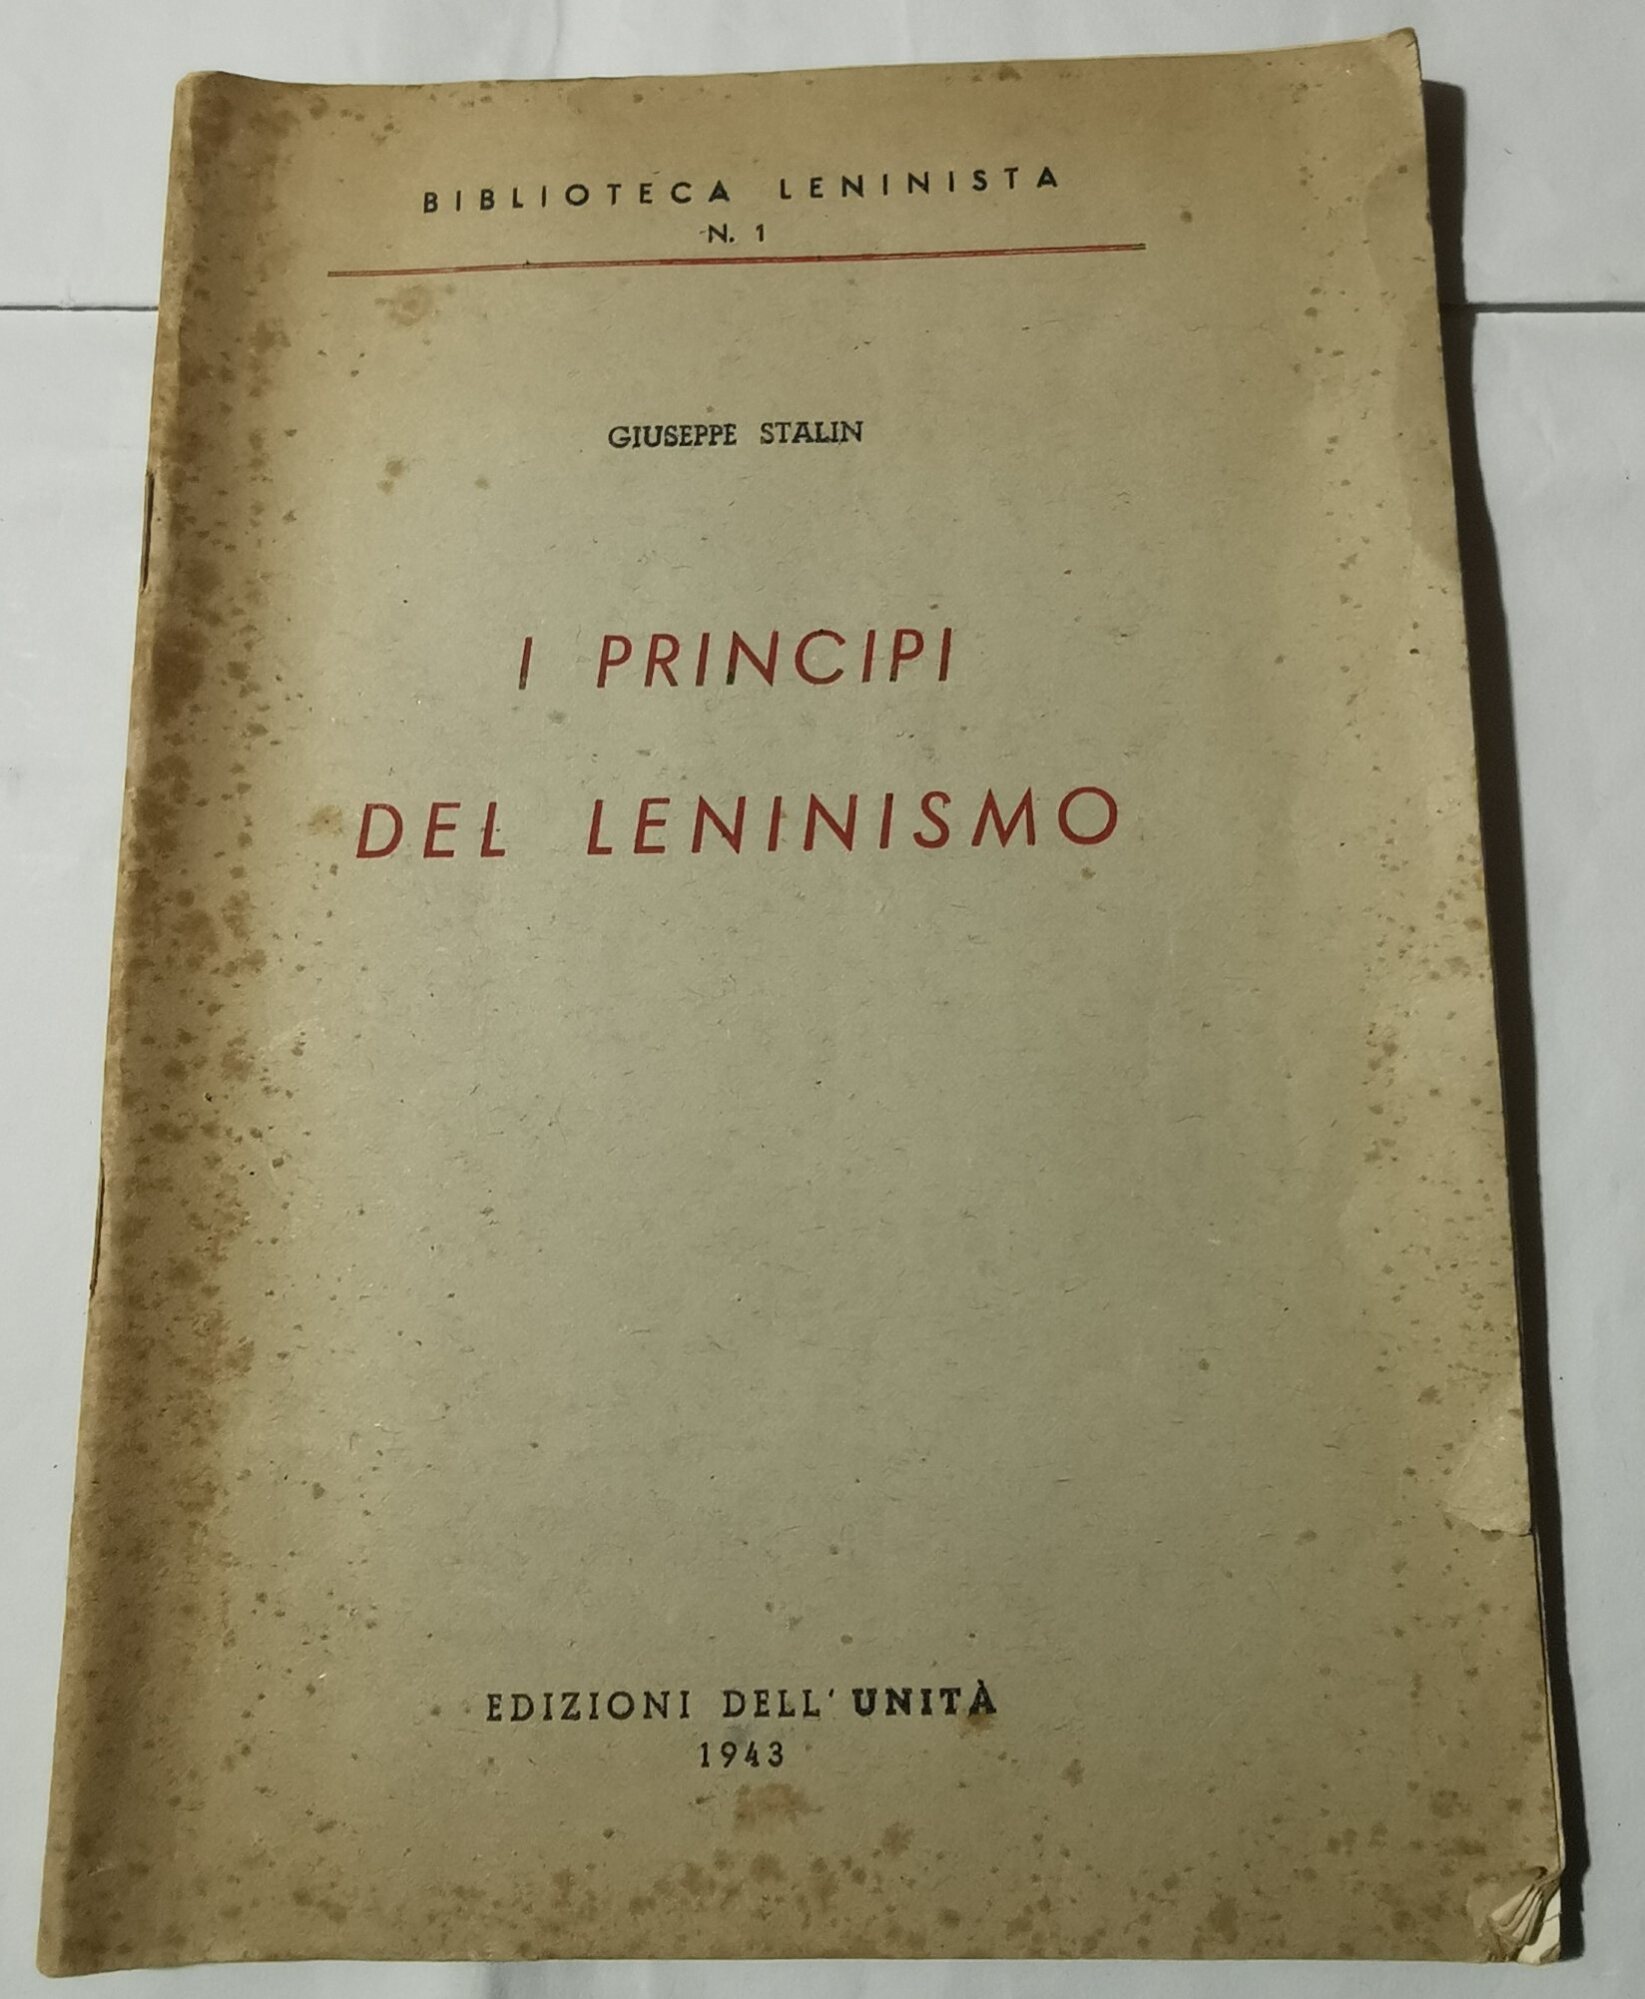 BIBLIOTECA LENINISTA
N. 1
GIUSEPPE STALIN
I PRINCIPI
DEL LENINISMO
EDIZIONI DELL'UNITÀ
1943